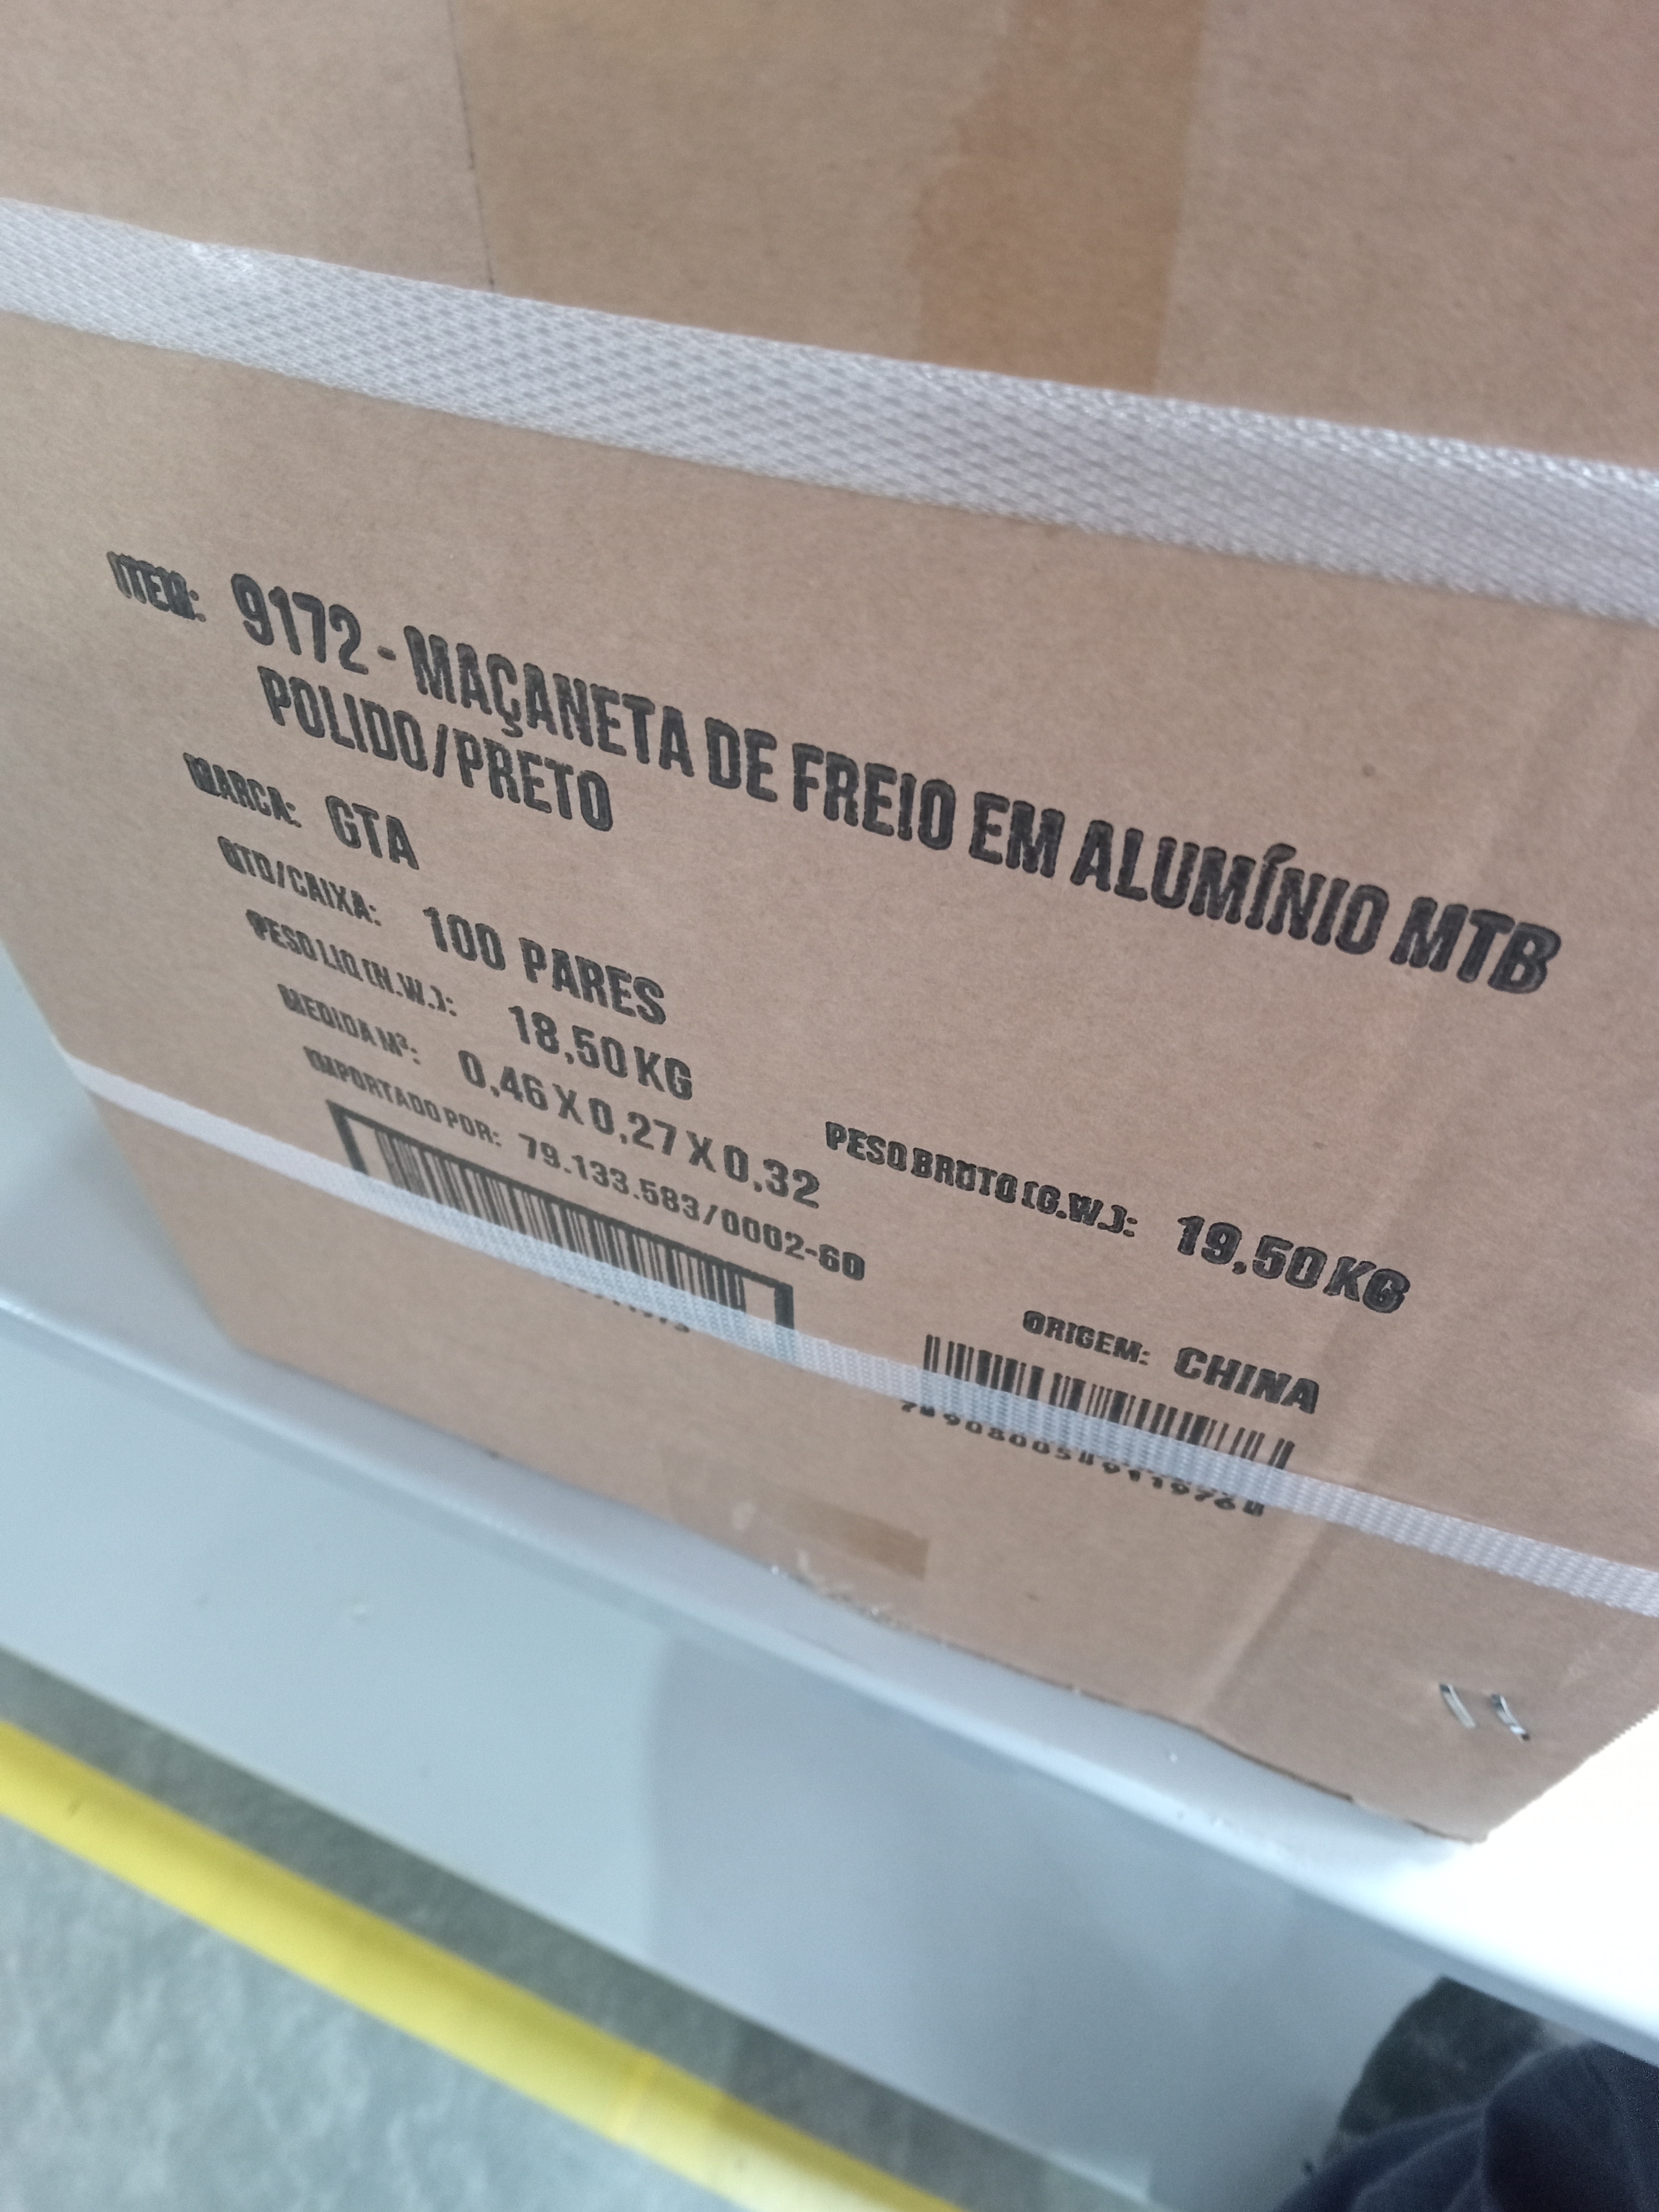 ITEM: 9172 - MAÇANETA DE FREIO EM ALUMÍNIO MTB
POLIDO/PRETO
MARCA: GTA
QTD/CAIXA: 100 PARES
PESO LIQ (N.W.): 18,50 KG
PESO BRUTO (G.W.): 19,50 KG
MEDIDA M³: 0,46 X 0,27 X 0,32
IMPORTADO POR: 79.133.583/0002-60
ORIGEM: CHINA